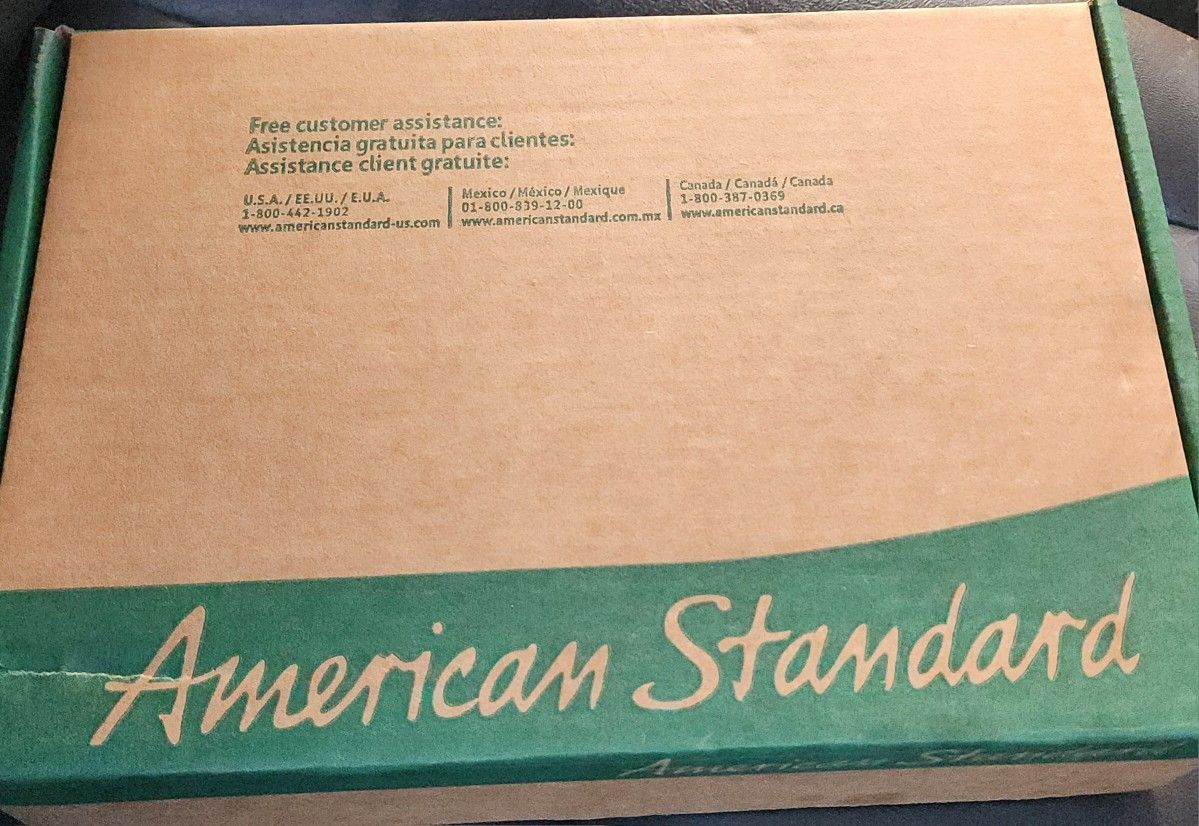 Free customer assistance:
Asistencia gratuita para clientes:
Assistance client gratuite:
U.S.A. / EE.UU. / E.U.A.
1-800-442-1902
www.americanstandard-us.com
Mexico / México / Mexique
01-800-839-12-00
www.americanstandard.com.mx
Canada / Canadá / Canada
1-800-387-0369
www.americanstandard.ca
American Standard
American Standard